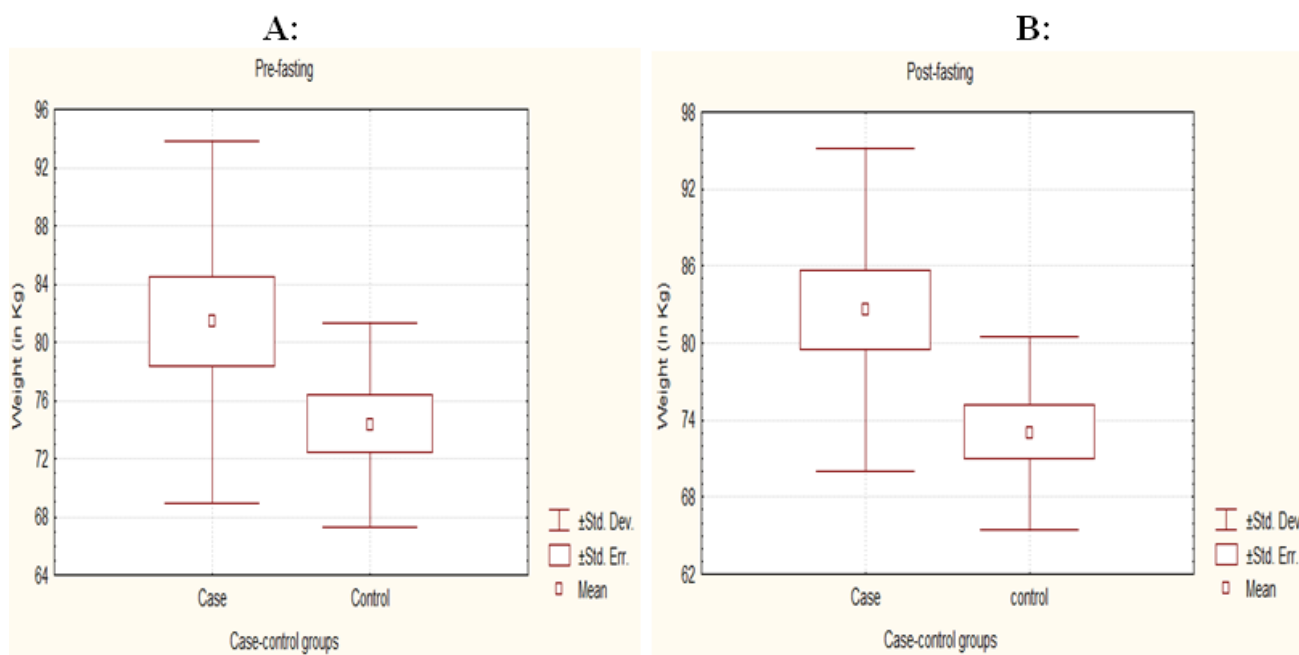 A:
Pre-fasting
96
92
88
84
80
76
72
68
64
Weight (in Kg)
Case Control
Case-control groups
±Std. Dev.
±Std. Err.
Mean
B:
Post-fasting
98
92
86
80
74
68
62
Weight (In Kg)
Case control
Case-control groups
±Std. Dev
±Std. Err.
Mean